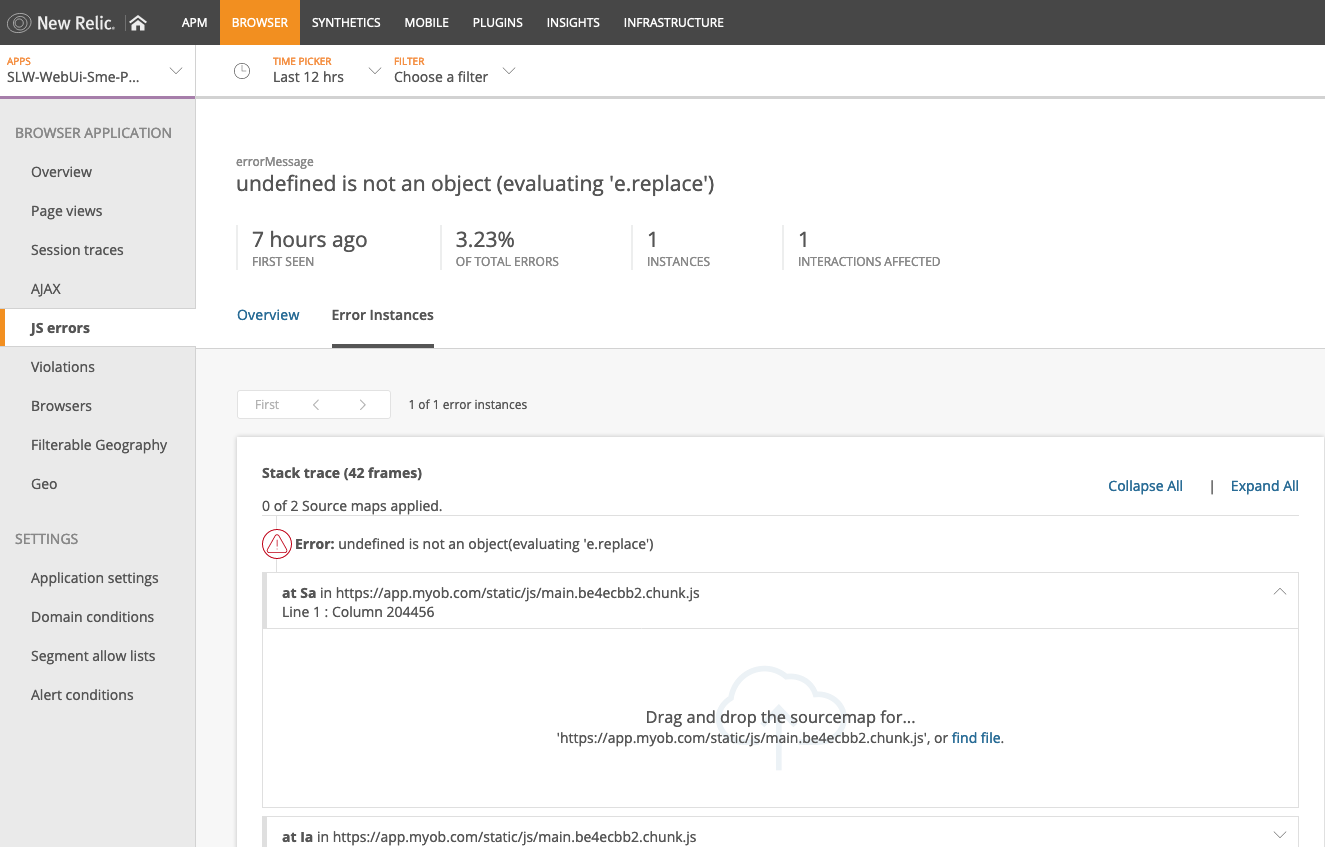 New Relic.
APM
BROWSER
SYNTHETICS
MOBILE
PLUGINS
INSIGHTS
INFRASTRUCTURE
APPS
SLW-WebUi-Sme-P...
TIME PICKER
Last 12 hrs
FILTER
Choose a filter
BROWSER APPLICATION
Overview
Page views
Session traces
AJAX
JS errors
Violations
Browsers
Filterable Geography
Geo
SETTINGS
Application settings
Domain conditions
Segment allow lists
Alert conditions
errorMessage
undefined is not an object (evaluating 'e.replace')
7 hours ago
FIRST SEEN
3.23%
OF TOTAL ERRORS
1
INSTANCES
1
INTERACTIONS AFFECTED
Overview
Error Instances
First
1 of 1 error instances
Stack trace (42 frames)
Collapse All | Expand All
0 of 2 Source maps applied.
Error: undefined is not an object(evaluating 'e.replace')
at Sa in https://app.myob.com/static/js/main.be4ecbb2.chunk.js
Line 1 : Column 204456
Drag and drop the sourcemap for...
'https://app.myob.com/static/js/main.be4ecbb2.chunk.js', or find file.
at Ia in https://app.myob.com/static/js/main.be4ecbb2.chunk.js